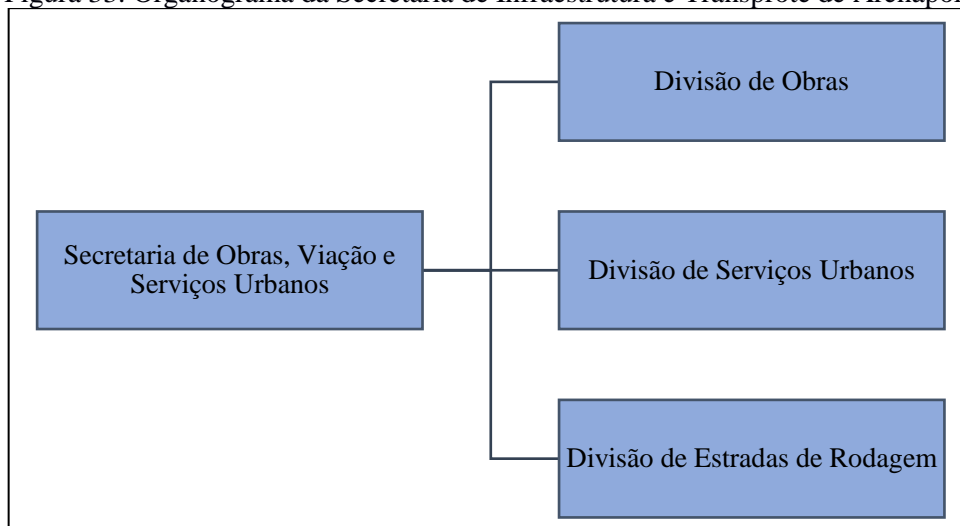 Figura 33: Organograma da Secretaria de Infraestrutura e Transprote de Arenápol
Divisão de Obras
Secretaria de Obras, Viação e
Serviços Urbanos
Divisão de Serviços Urbanos
Divisão de Estradas de Rodagem